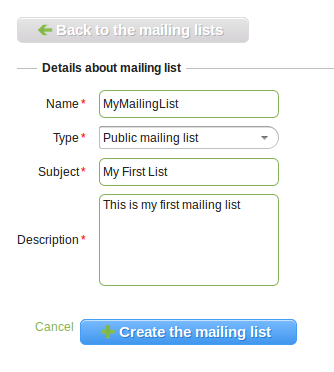 Back to the mailing lists
Details about mailing list
Name* MyMailingList
Type* Public mailing list
Subject* My First List
Description* This is my first mailing list
Cancel Create the mailing list